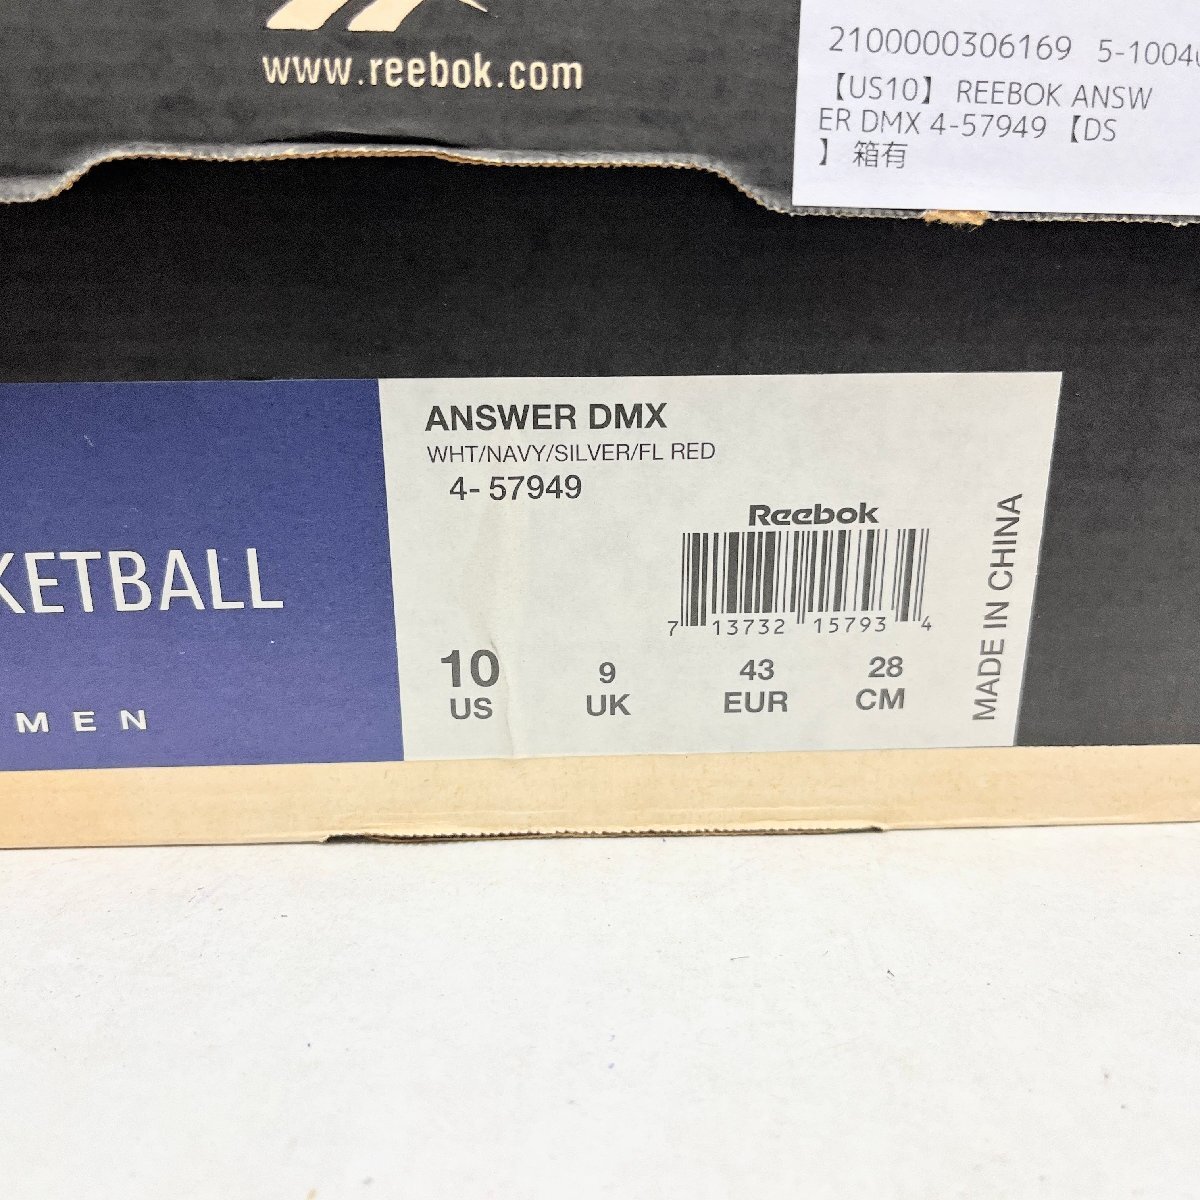 www.reebok.com
2100000306169 5-1004
【US10】 REEBOK ANSW
ER DMX 4-57949 【DS
】 箱有
ANSWER DMX
WHT/NAVY/SILVER/FL RED
4- 57949
Reebok
7 13732 15793 4
10 US
9 UK
43 EUR
28 CM
MADE IN CHINA
KETBALL
MEN